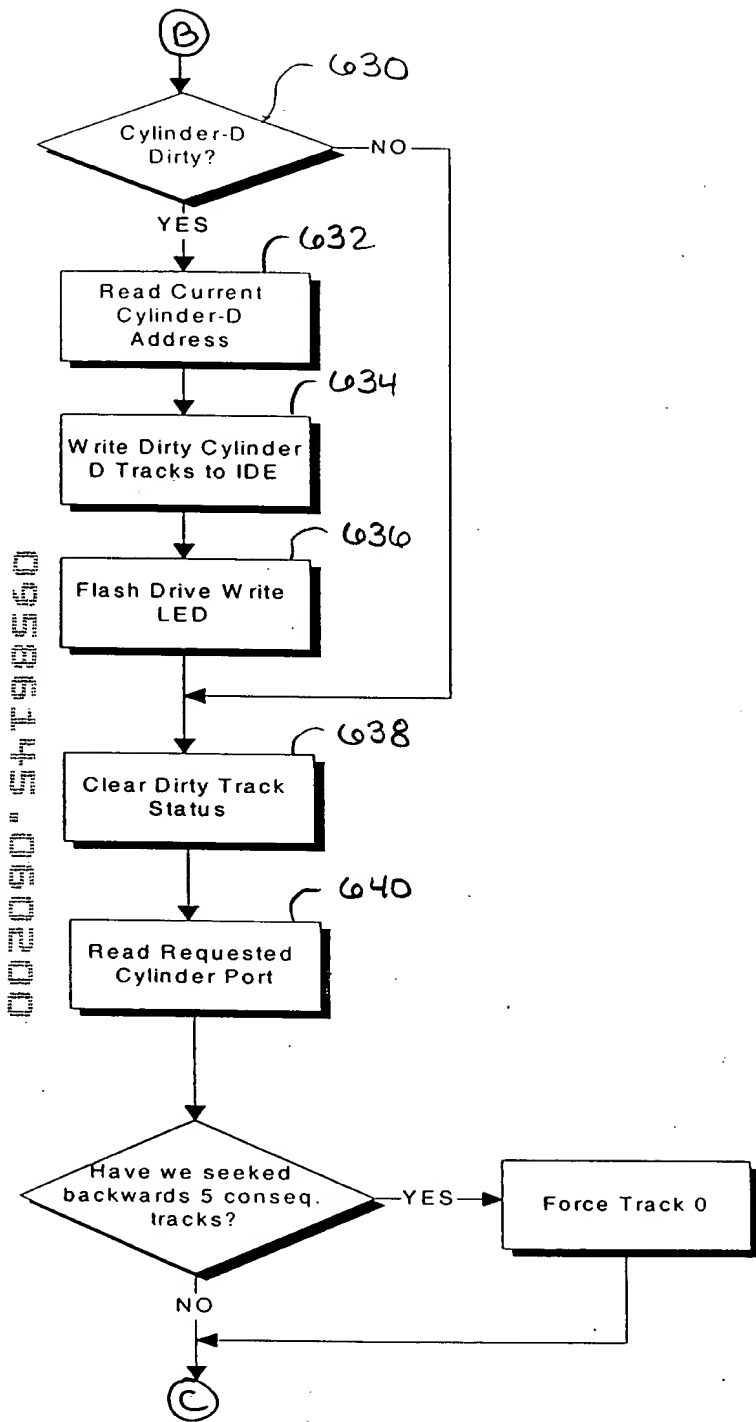 B
630
Cylinder-D
Dirty?
NO
YES
632
Read Current
Cylinder-D
Address
634
Write Dirty Cylinder
D Tracks to IDE
636
Flash Drive Write
LED
638
Clear Dirty Track
Status
640
Read Requested
Cylinder Port
Have we seeked
backwards 5 conseq.
tracks?
YES
Force Track 0
NO
C
09586145.060200